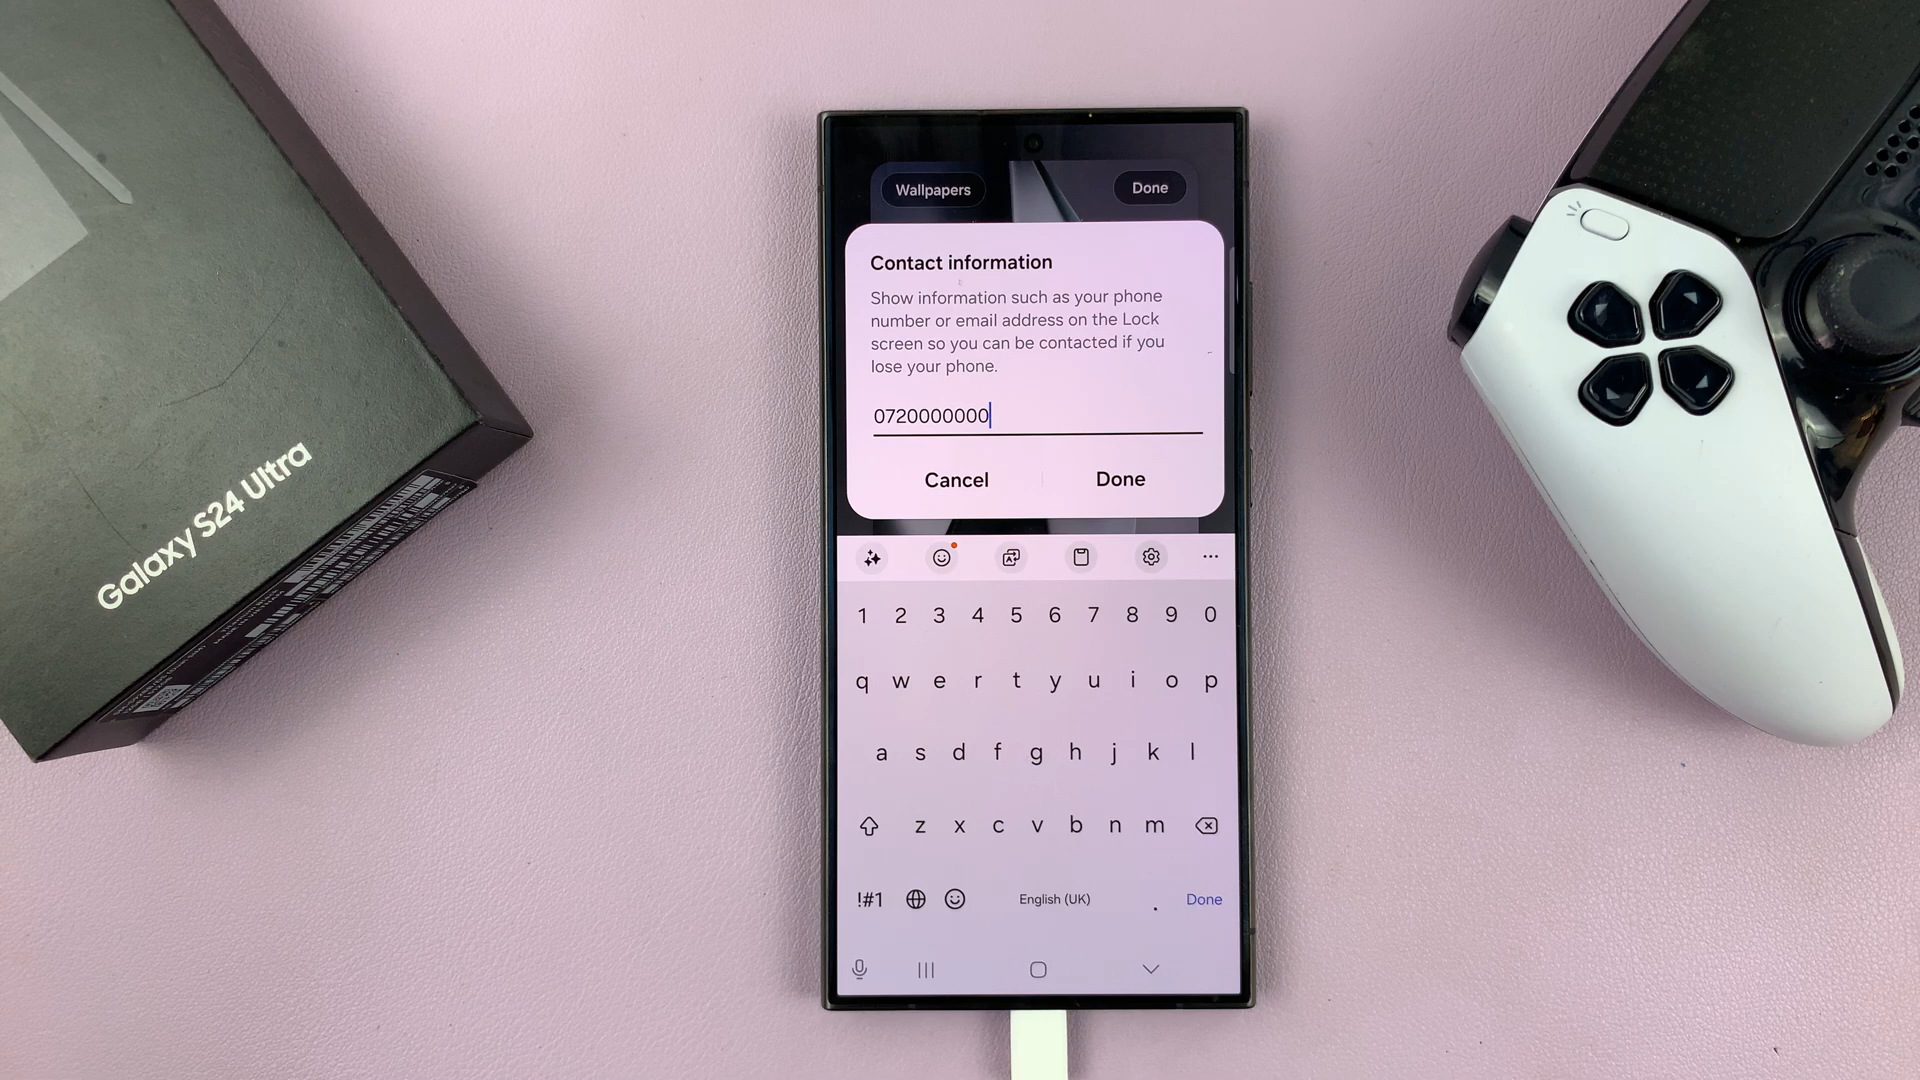 Galaxy S24 Ultra
Wallpapers
Done
Contact information
Show information such as your phone
number or email address on the Lock
screen so you can be contacted if you
lose your phone.
0720000000
Cancel
Done
1 2 3 4 5 6 7 8 9 0
q w e r t y u i o p
a s d f g h j k l
z x c v b n m
!#1
English (UK)
.
Done